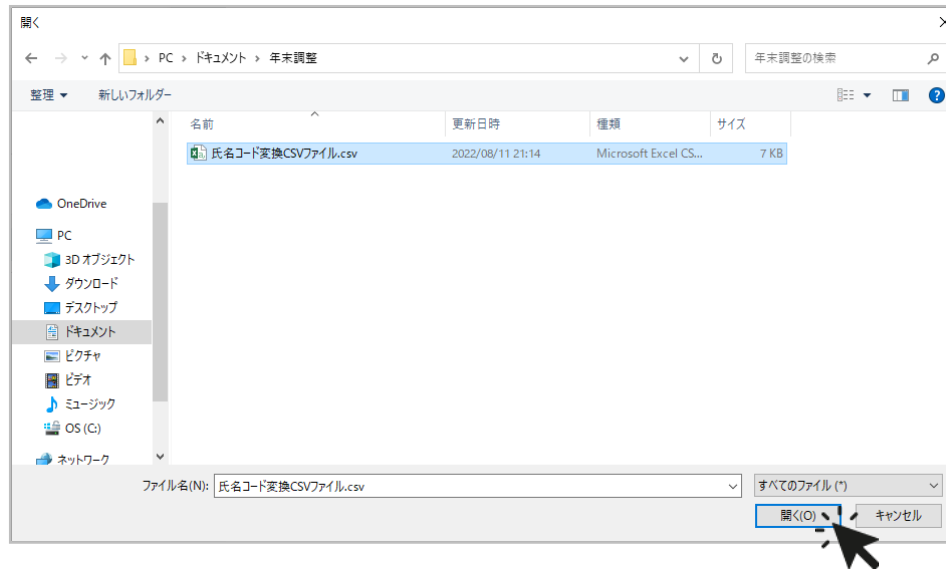 開く
PC › ドキュメント › 年末調整
年末調整の検索
整理 新しいフォルダー
名前 更新日時 種類 サイズ
氏名コード変換CSVファイル.csv 2022/08/11 21:14 Microsoft Excel CS... 7 KB
OneDrive
PC
3D オブジェクト
ダウンロード
デスクトップ
ドキュメント
ピクチャ
ビデオ
ミュージック
OS (C:)
ネットワーク
ファイル名(N): 氏名コード変換CSVファイル.csv
すべてのファイル (*)
開く(O) キャンセル